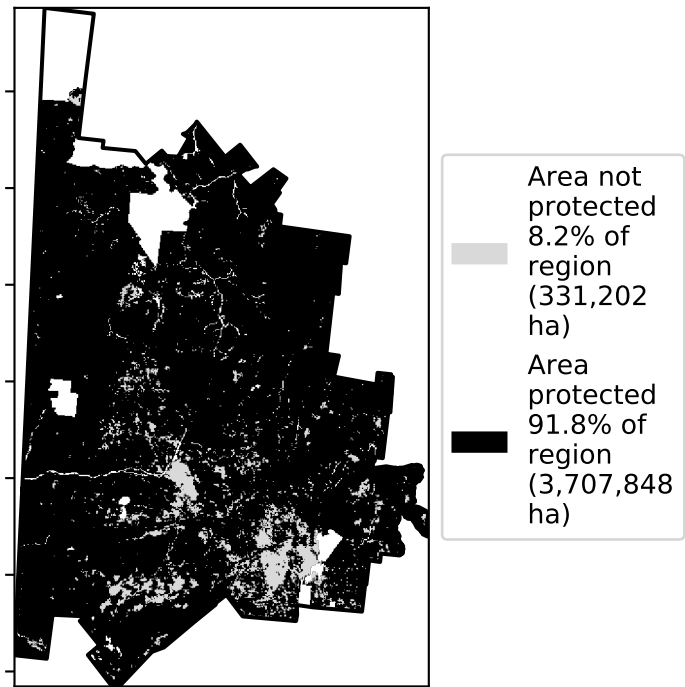 Area not
protected
8.2% of
region
(331,202
ha)
Area
protected
91.8% of
region
(3,707,848
ha)